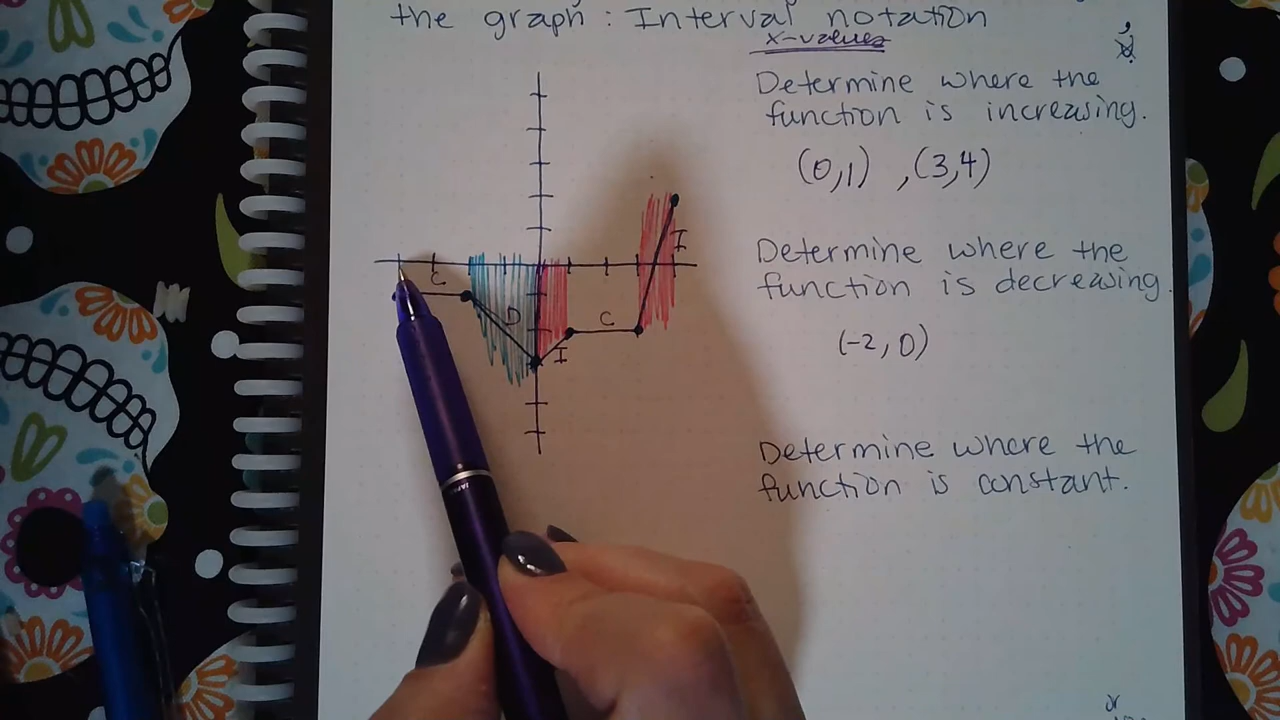 the graph: Interval notation
x-values
Determine where the
function is increasing.
(0,1) , (3,4)
Determine where the
function is decreasing.
(-2, 0)
Determine where the
function is constant.
C
D
I
C
I
or